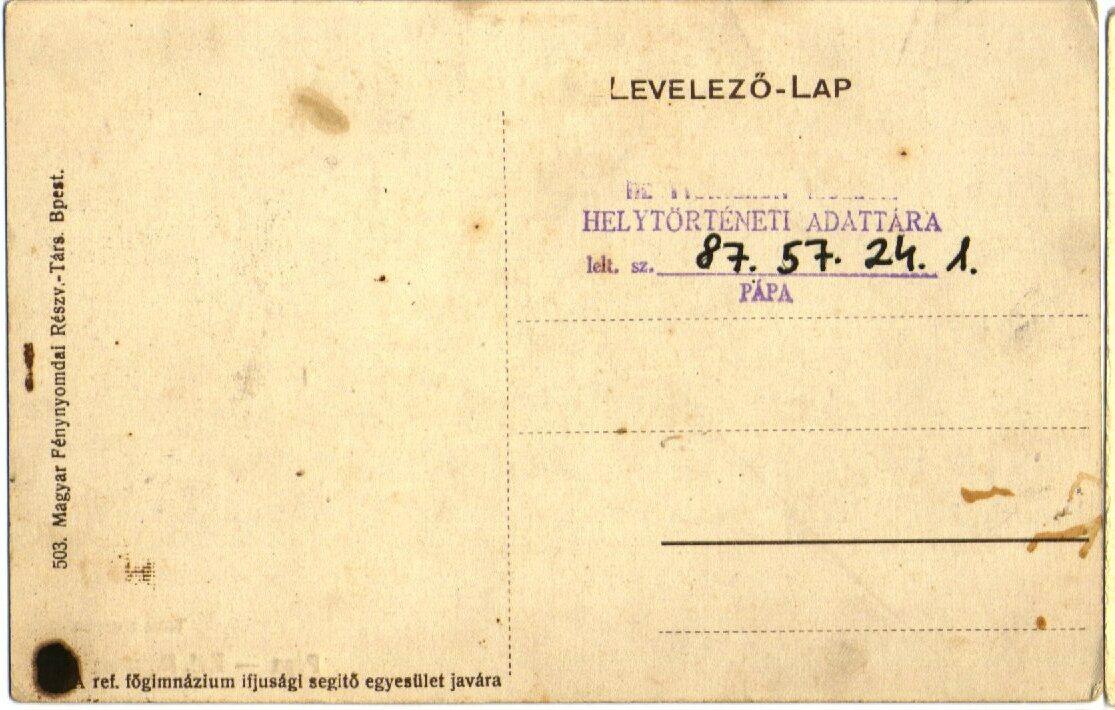 LEVELEZŐ-LAP
HELYTÖRTÉNETI ADATTÁRA
lelt. sz. 87. 57. 24. 1.
PÁPA
503. Magyar Fénynyomdai Részv.-Társ. Bpest.
A ref. főgimnázium ifjusági segitő egyesület javára